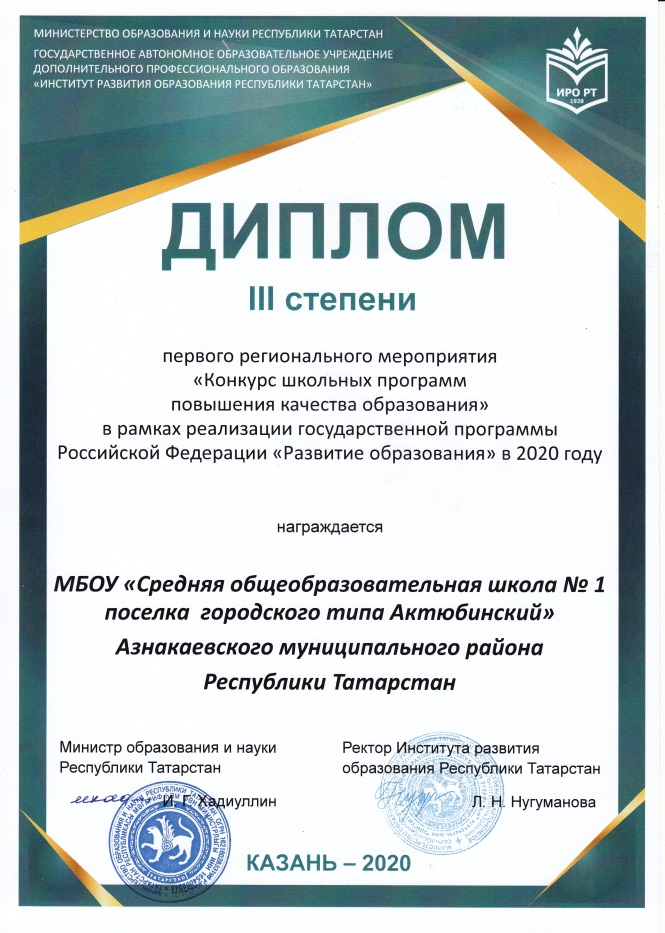 МИНИСТЕРСТВО ОБРАЗОВАНИЯ И НАУКИ РЕСПУБЛИКИ ТАТАРСТАН
ГОСУДАРСТВЕННОЕ АВТОНОМНОЕ ОБРАЗОВАТЕЛЬНОЕ УЧРЕЖДЕНИЕ
ДОПОЛНИТЕЛЬНОГО ПРОФЕССИОНАЛЬНОГО ОБРАЗОВАНИЯ
«ИНСТИТУТ РАЗВИТИЯ ОБРАЗОВАНИЯ РЕСПУБЛИКИ ТАТАРСТАН»
ИРО РТ
1928
ДИПЛОМ
III степени
первого регионального мероприятия
«Конкурс школьных программ
повышения качества образования»
в рамках реализации государственной программы
Российской Федерации «Развитие образования» в 2020 году
награждается
МБОУ «Средняя общеобразовательная школа № 1
поселка городского типа Актюбинский»
Азнакаевского муниципального района
Республики Татарстан
Министр образования и науки
Республики Татарстан
И. Г. Хадиуллин
Ректор Института развития
образования Республики Татарстан
Л. Н. Нугуманова
КАЗАНЬ – 2020